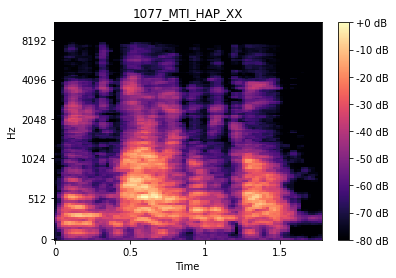 1077_MTI_HAP_XX
+0 dB
8192
-10 dB
4096
-20 dB
-30 dB
2048
-40 dB
Hz
1024
-50 dB
512
-60 dB
-70 dB
0
-80 dB
0
0.5
1
1.5
Time